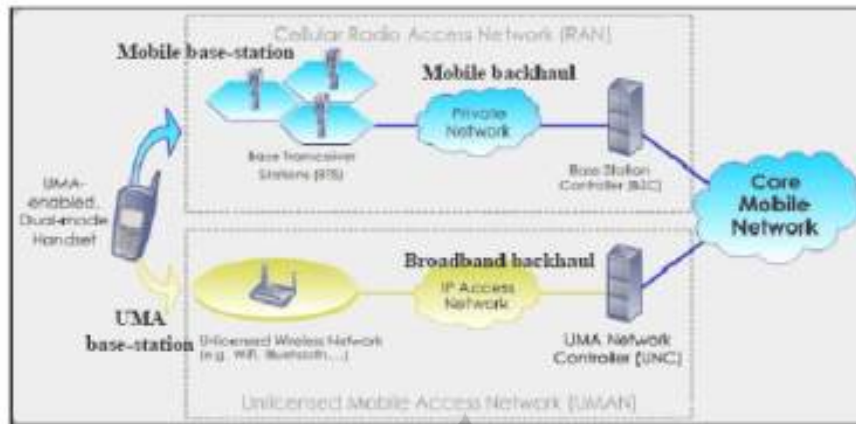 Cellular Radio Access Network (RAN)
Mobile base-station
Mobile backhaul
Private
Network
Base Transceiver
Stations (BTS)
Base Station
Controller (BSC)
UMA-
enabled,
Dual-mode
Handset
Core
Mobile
Network
Broadband backhaul
IP Access
Network
UMA
base-station
Unlicensed Wireless Network
(e.g. Wifi, Bluetooth,...)
UMA Network
Controller (UNC)
Unlicensed Mobile Access Network (UMAN)